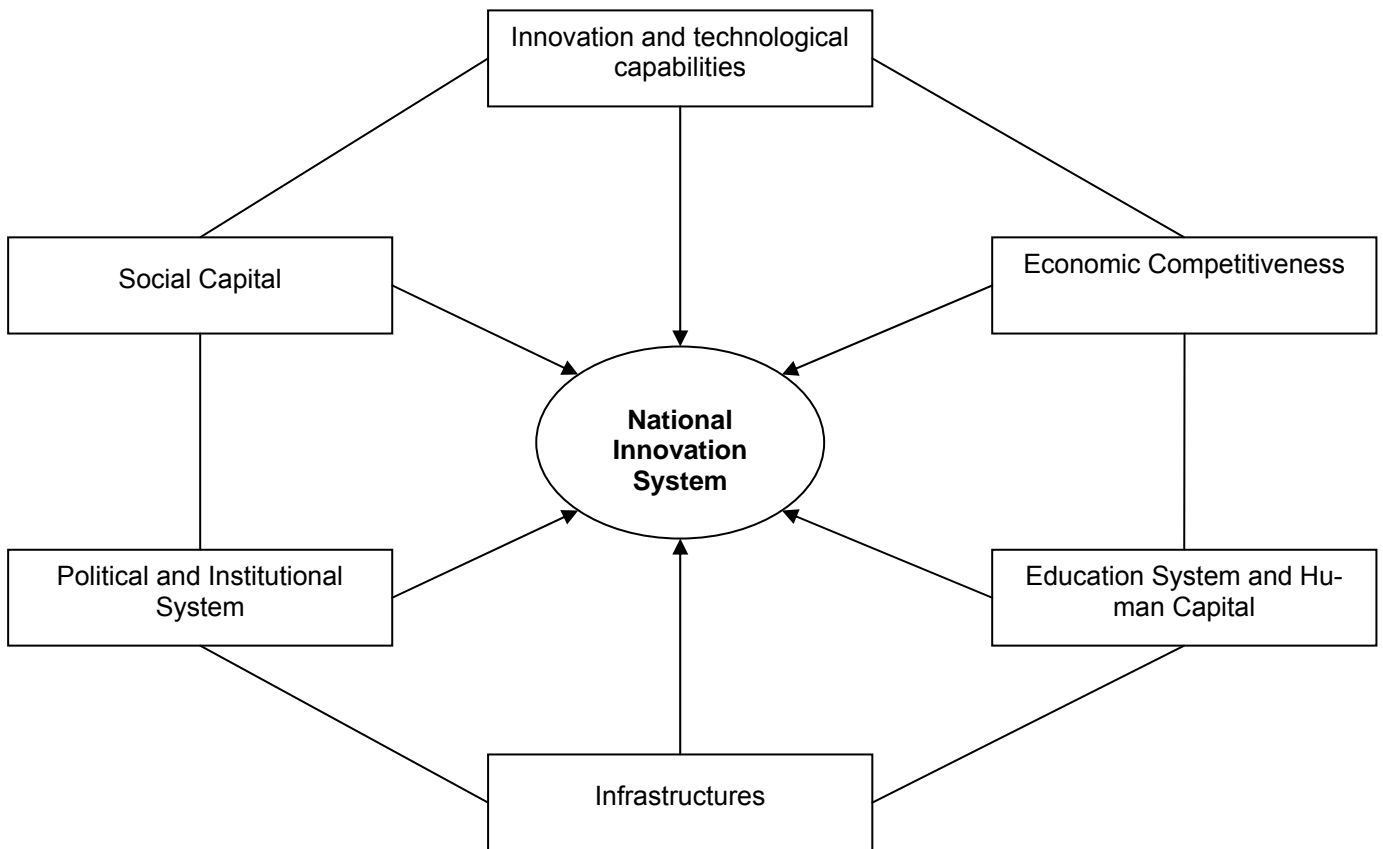 Innovation and technological
capabilities
Social Capital
Economic Competitiveness
National
Innovation
System
Political and Institutional
System
Education System and Hu-
man Capital
Infrastructures